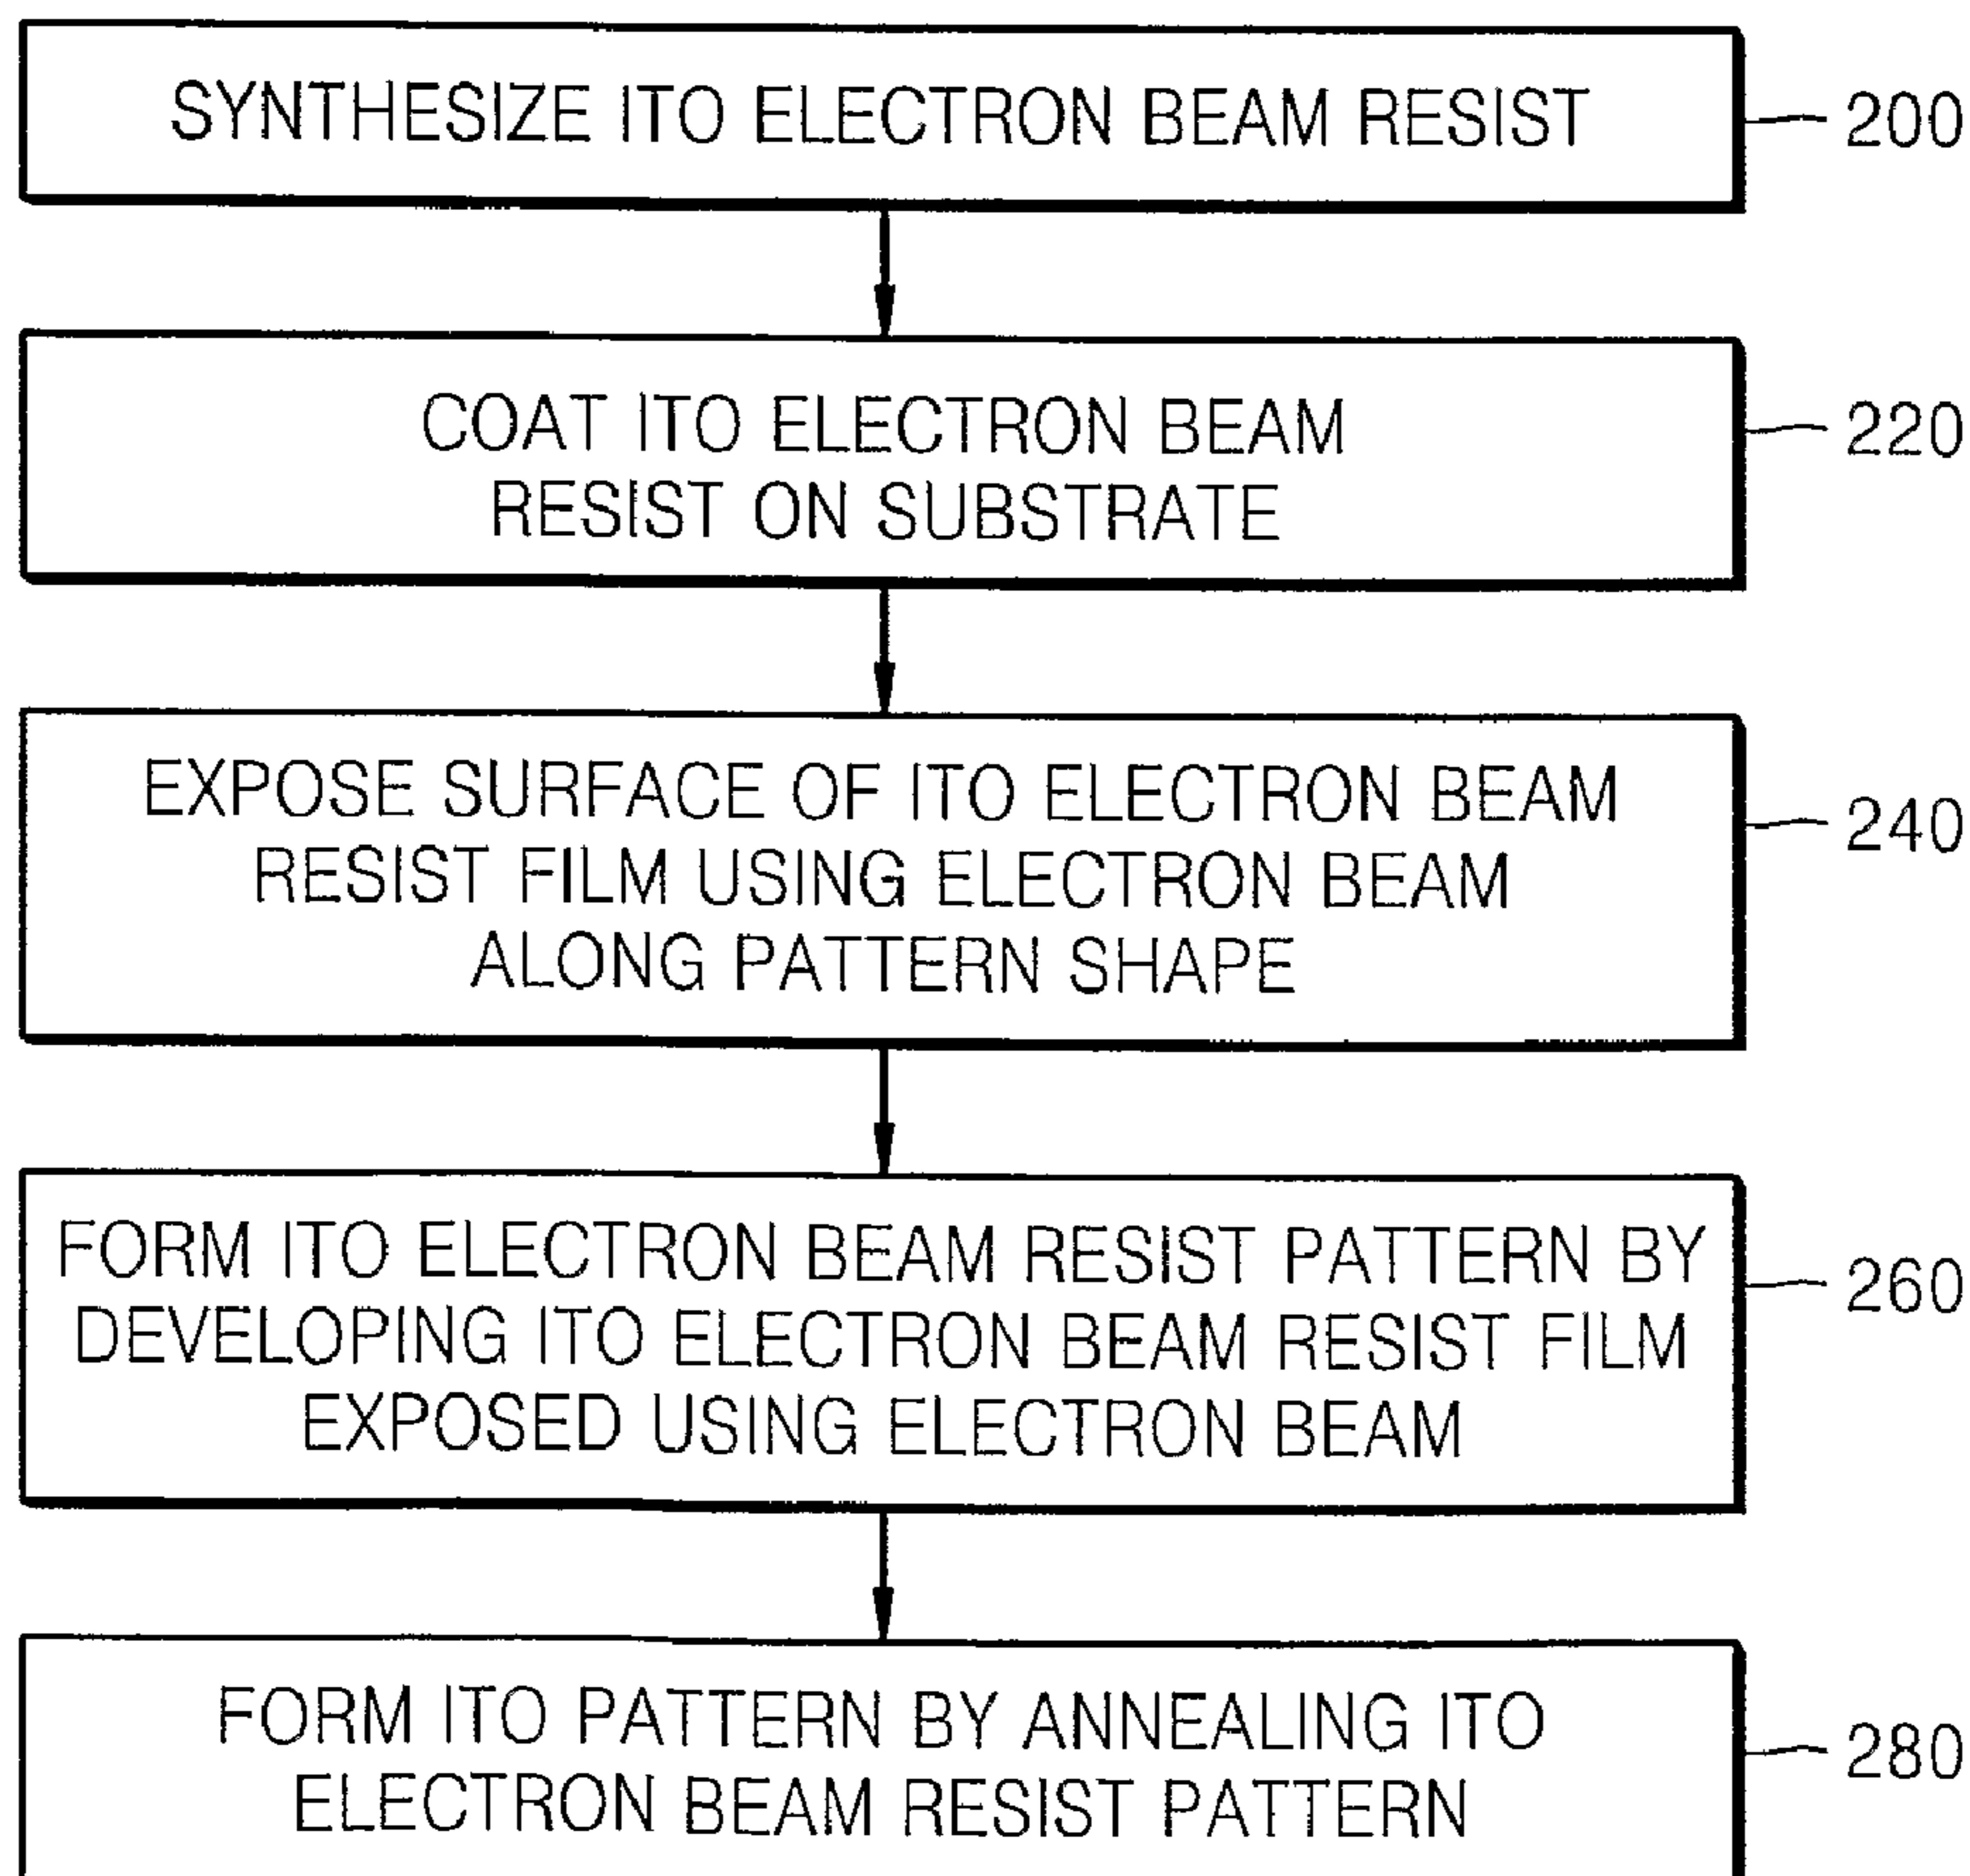 SYNTHESIZE ITO ELECTRON BEAM RESIST
200
COAT ITO ELECTRON BEAM
RESIST ON SUBSTRATE
220
EXPOSE SURFACE OF ITO ELECTRON BEAM
RESIST FILM USING ELECTRON BEAM
ALONG PATTERN SHAPE
240
FORM ITO ELECTRON BEAM RESIST PATTERN BY
DEVELOPING ITO ELECTRON BEAM RESIST FILM
EXPOSED USING ELECTRON BEAM
260
FORM ITO PATTERN BY ANNEALING ITO
ELECTRON BEAM RESIST PATTERN
280